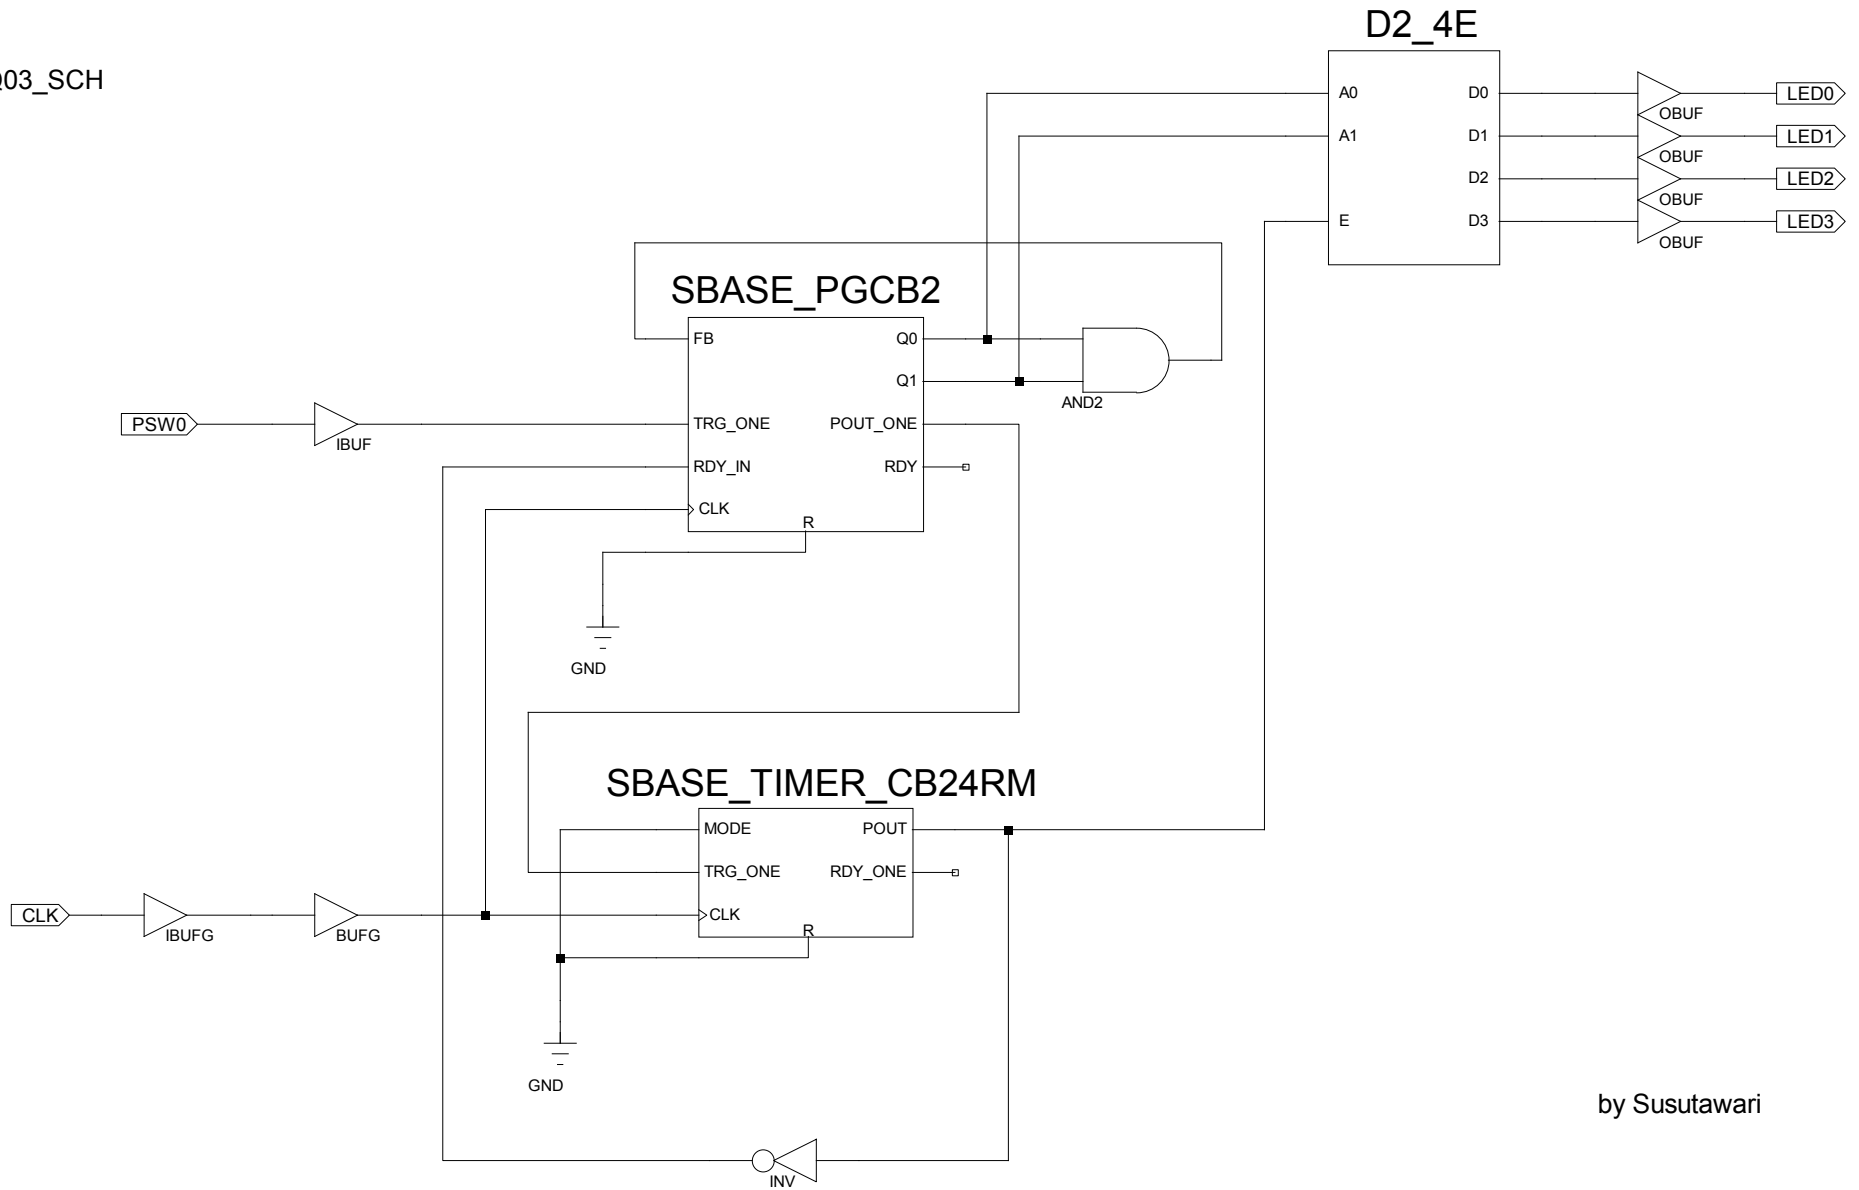 D2_4E
03_SCH
A0 D0 LED0
OBUF
A1 D1 LED1
OBUF
D2 LED2
OBUF
E D3 LED3
OBUF
SBASE_PGCB2
FB Q0
Q1
AND2
PSW0 TRG_ONE POUT_ONE
IBUF
RDY_IN RDY
CLK
R
GND
SBASE_TIMER_CB24RM
MODE POUT
TRG_ONE RDY_ONE
CLK CLK
IBUFG BUFG R
GND
by Susutawari
INV